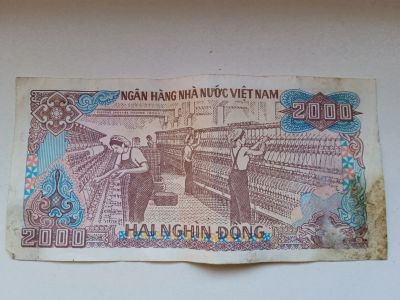 NGÂN HÀNG NHÀ NƯỚC VIỆT NAM
2000
2000
HAI NGHÌN ĐỒNG